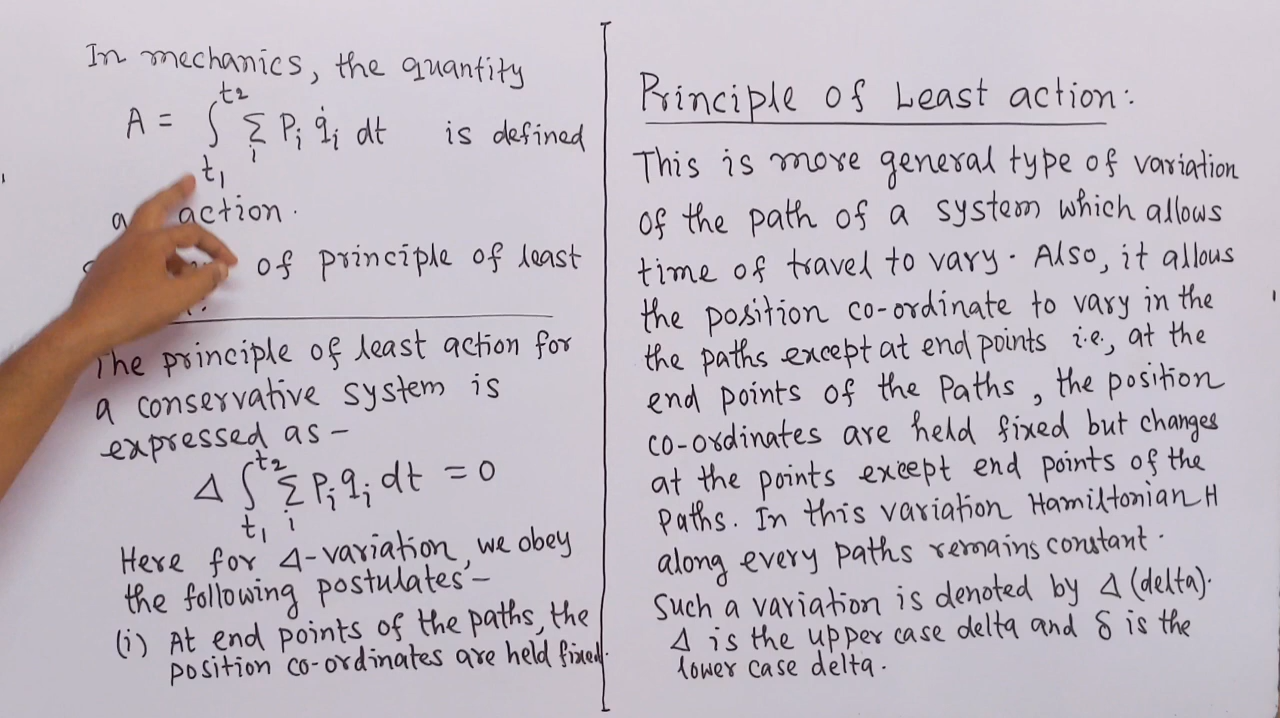 In mechanics, the quantity
A = ∫_{t1}^{t2} Σ_i Pi q̇i dt is defined
action.
of principle of least
The principle of least action for
a conservative system is
expressed as -
Δ ∫_{t1}^{t2} Σ_i Pi qi dt = 0
Here for Δ-variation, we obey
the following postulates -
(i) At end points of the paths, the
position co-ordinates are held fixed.
Principle of Least action:
This is more general type of variation
of the path of a system which allows
time of travel to vary. Also, it allous
the position co-ordinate to vary in the
the paths except at end points i.e., at the
end points of the Paths, the position
co-ordinates are held fixed but changes
at the points except end points of the
Paths. In this variation Hamiltonian H
along every paths remains constant.
Such a variation is denoted by Δ (delta).
Δ is the upper case delta and δ is the
lower case delta.